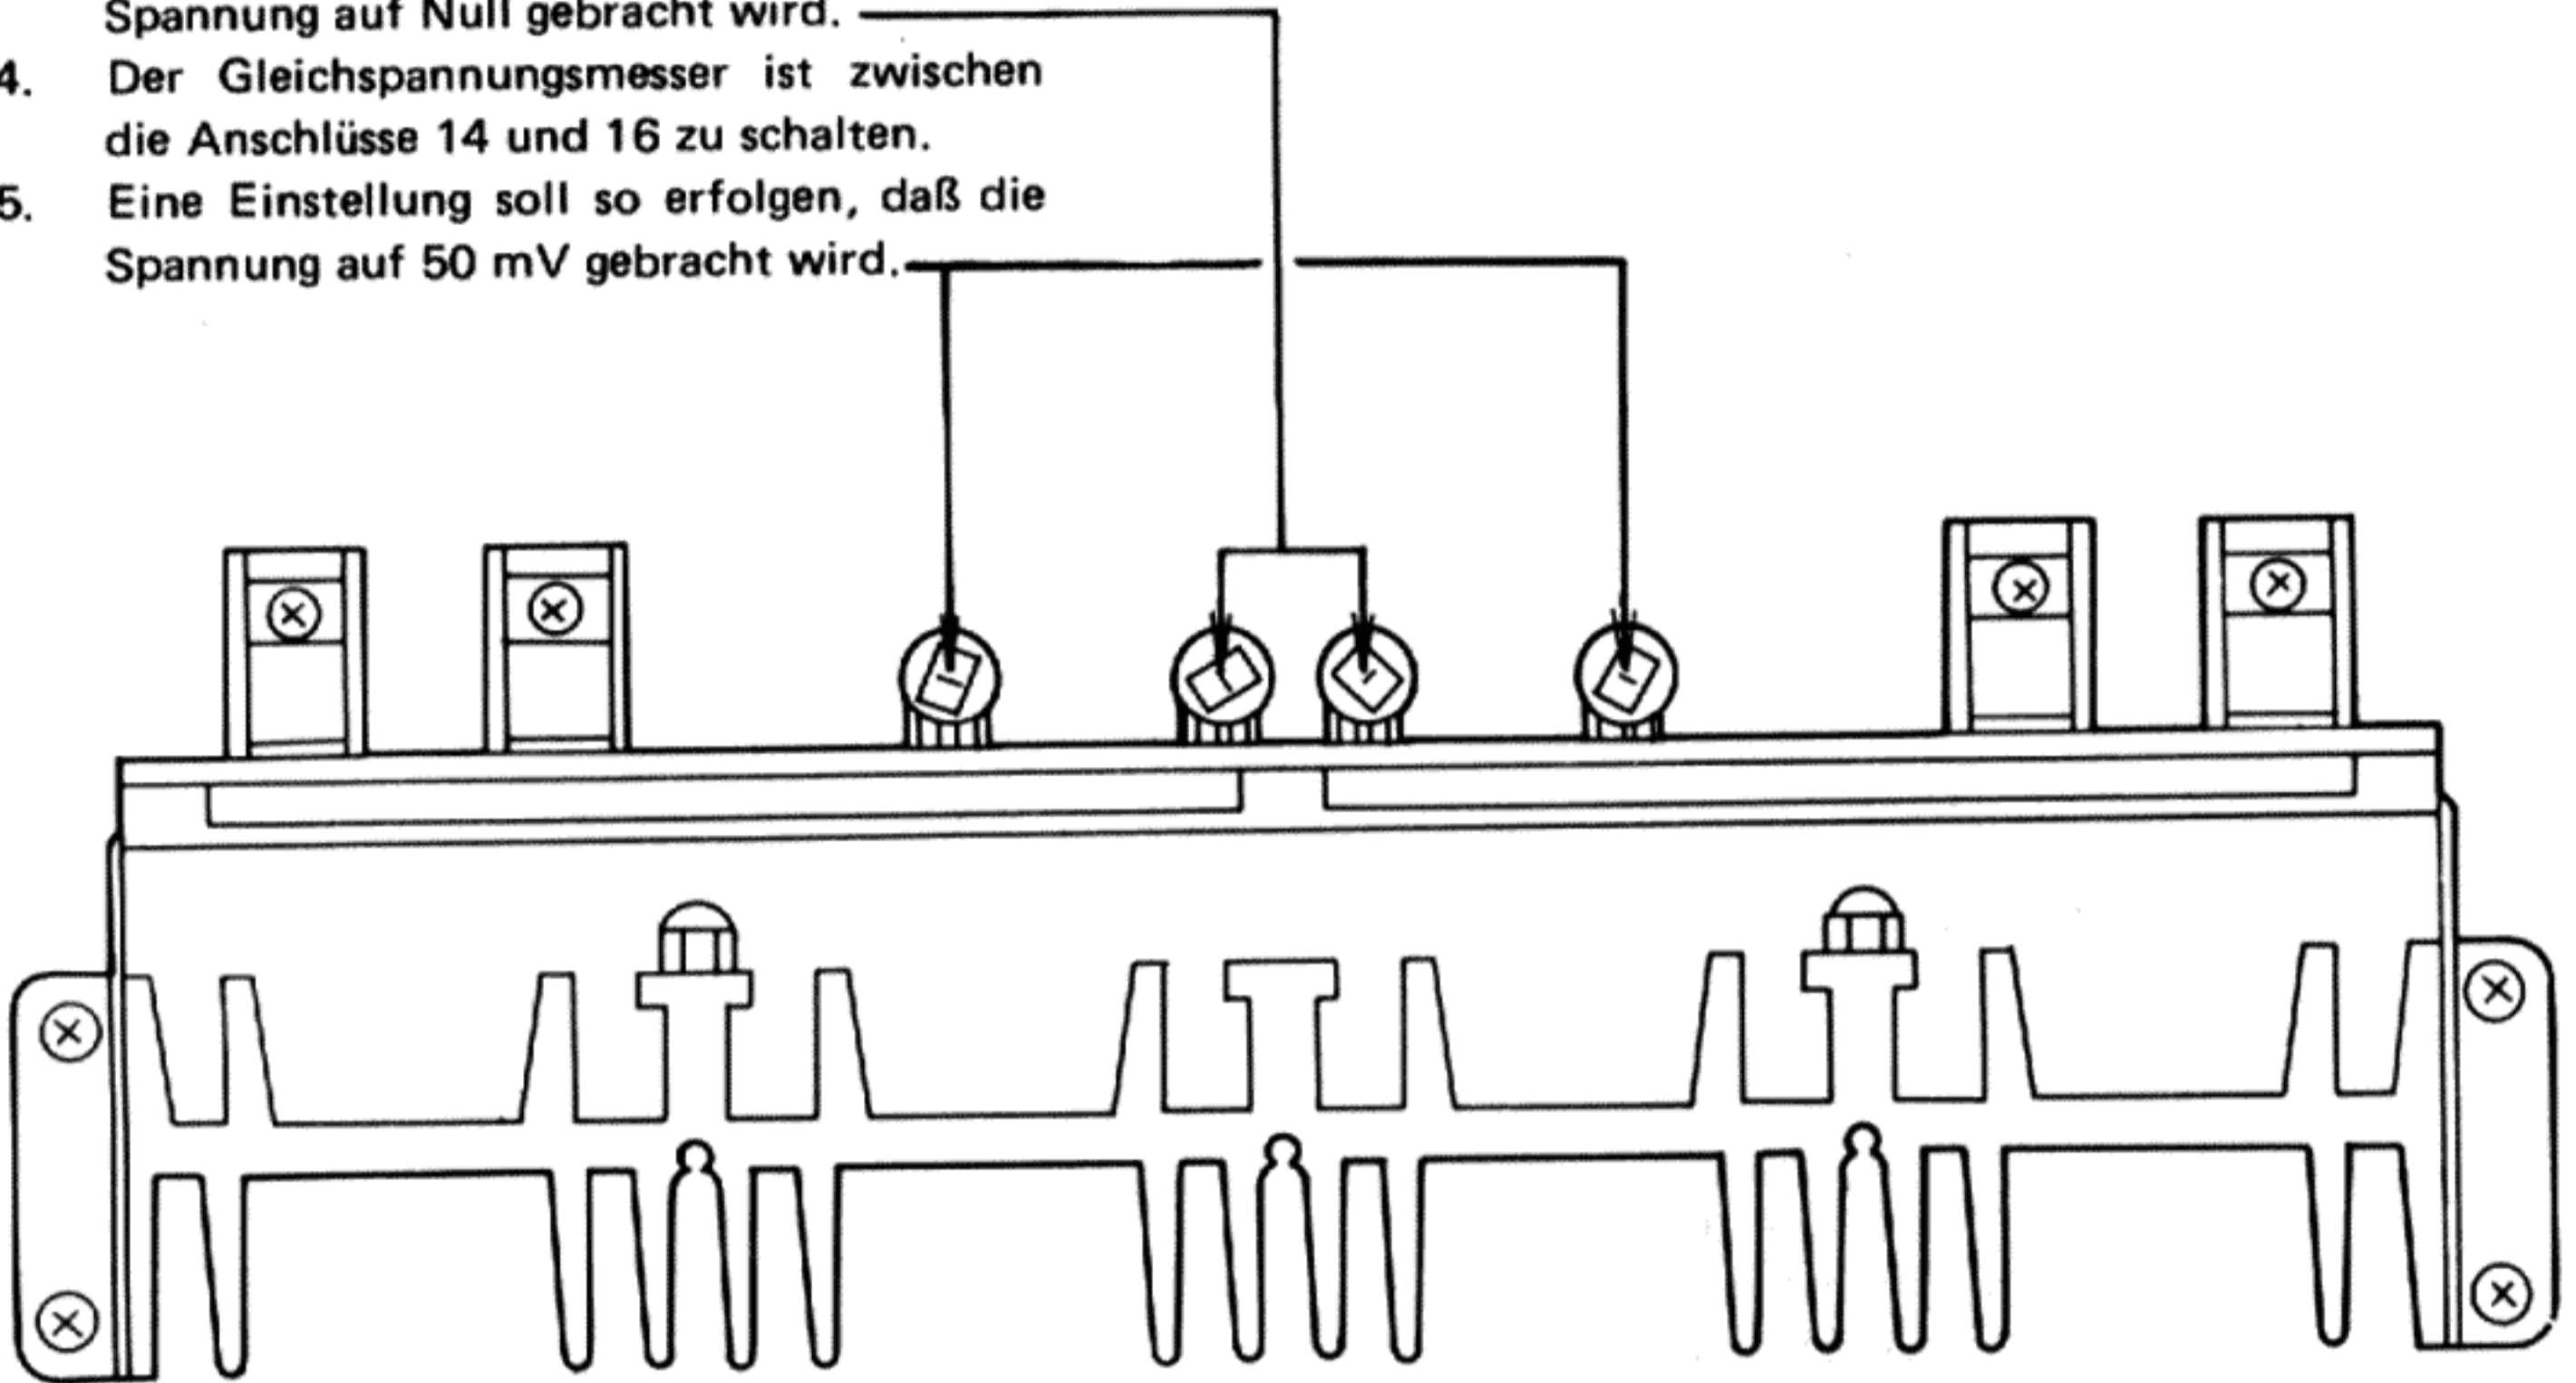 Spannung auf Null gebracht wird.
4. Der Gleichspannungsmesser ist zwischen
die Anschlüsse 14 und 16 zu schalten.
5. Eine Einstellung soll so erfolgen, daß die
Spannung auf 50 mV gebracht wird.